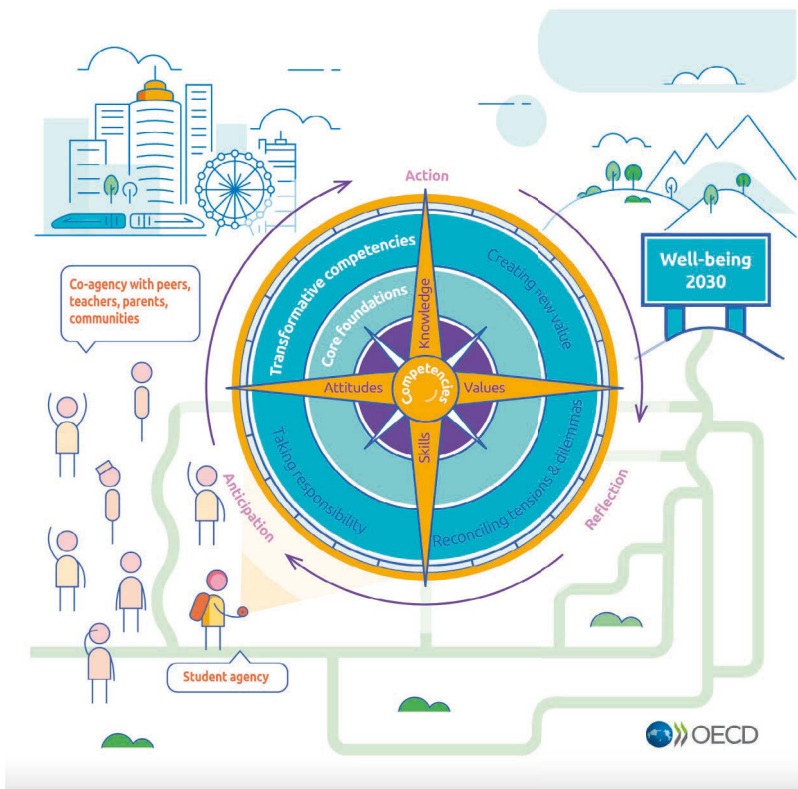 Action
Transformative competencies
Creating new value
Core foundations
Knowledge
Well-being
2030
Co-agency with peers,
teachers, parents,
communities
Attitudes
Competencies
Values
Skills
Taking responsibility
Reconciling tensions & dilemmas
Anticipation
Reflection
Student agency
OECD